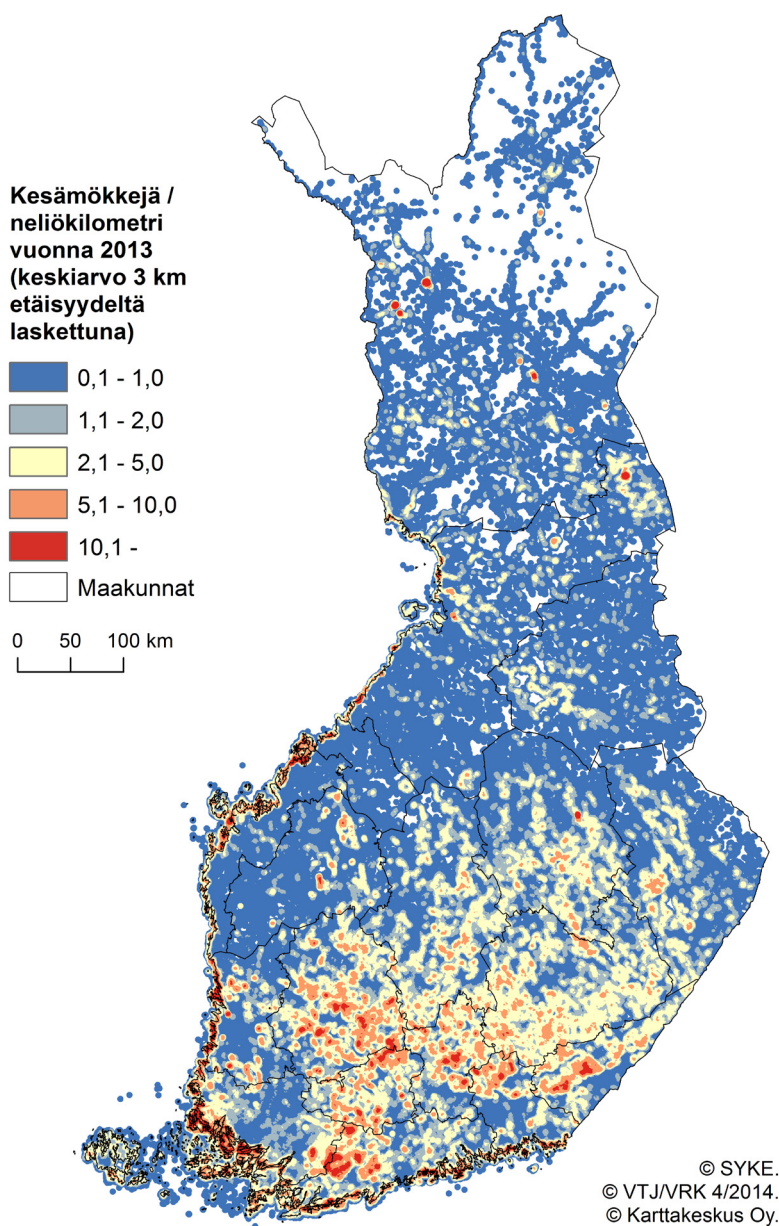 Kesämökkejä /
neliökilometri
vuonna 2013
(keskiarvo 3 km
etäisyydeltä
laskettuna)
0,1 - 1,0
1,1 - 2,0
2,1 - 5,0
5,1 - 10,0
10,1 -
Maakunnat
0 50 100 km
© SYKE.
© VTJ/VRK 4/2014.
© Karttakeskus Oy.